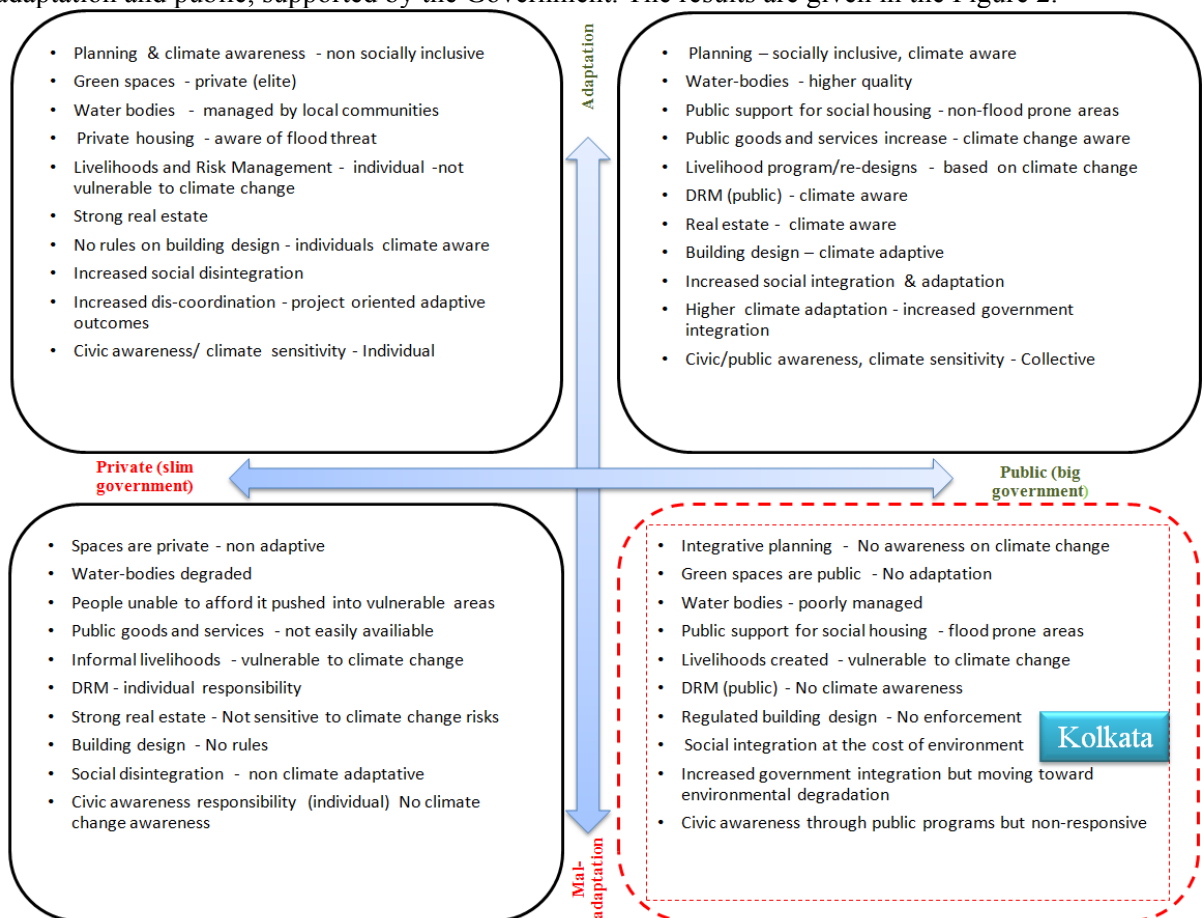 adaptation and public, supported by the Government. The results are given in the Figure 2.
• Planning & climate awareness - non socially inclusive
• Green spaces - private (elite)
• Water bodies - managed by local communities
• Private housing - aware of flood threat
• Livelihoods and Risk Management - individual -not
vulnerable to climate change
• Strong real estate
• No rules on building design - individuals climate aware
• Increased social disintegration
• Increased dis-coordination - project oriented adaptive
outcomes
• Civic awareness/ climate sensitivity - Individual
Adaptation
• Planning – socially inclusive, climate aware
• Water-bodies - higher quality
• Public support for social housing - non-flood prone areas
• Public goods and services increase - climate change aware
• Livelihood program/re-designs - based on climate change
• DRM (public) - climate aware
• Real estate - climate aware
• Building design – climate adaptive
• Increased social integration & adaptation
• Higher climate adaptation - increased government
integration
• Civic/public awareness, climate sensitivity - Collective
Private (slim
government)
Public (big
government)
• Spaces are private - non adaptive
• Water-bodies degraded
• People unable to afford it pushed into vulnerable areas
• Public goods and services - not easily availiable
• Informal livelihoods - vulnerable to climate change
• DRM - individual responsibility
• Strong real estate - Not sensitive to climate change risks
• Building design - No rules
• Social disintegration - non climate adaptative
• Civic awareness responsibility (individual) No climate
change awareness
Mal-
adaptation
• Integrative planning - No awareness on climate change
• Green spaces are public - No adaptation
• Water bodies - poorly managed
• Public support for social housing - flood prone areas
• Livelihoods created - vulnerable to climate change
• DRM (public) - No climate awareness
• Regulated building design - No enforcement
• Social integration at the cost of environment
• Increased government integration but moving toward
environmental degradation
• Civic awareness through public programs but non-responsive
Kolkata